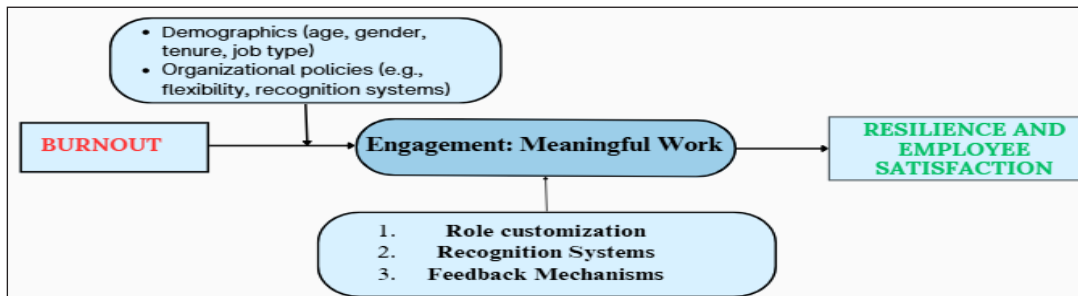 • Demographics (age, gender,
tenure, job type)
• Organizational policies (e.g.,
flexibility, recognition systems)
BURNOUT
Engagement: Meaningful Work
RESILIENCE AND
EMPLOYEE
SATISFACTION
1. Role customization
2. Recognition Systems
3. Feedback Mechanisms